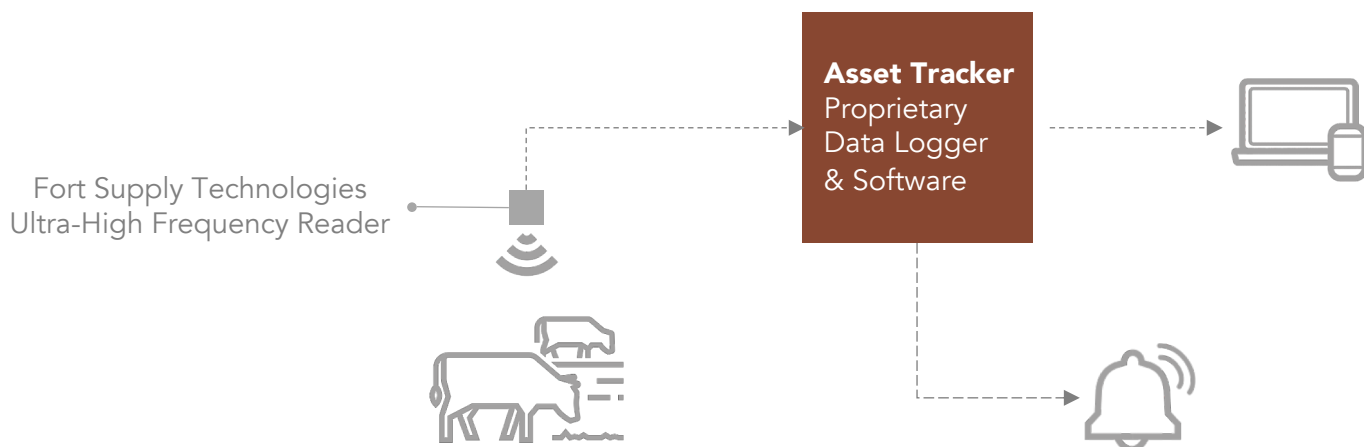 Asset Tracker
Proprietary
Data Logger
& Software
Fort Supply Technologies
Ultra-High Frequency Reader